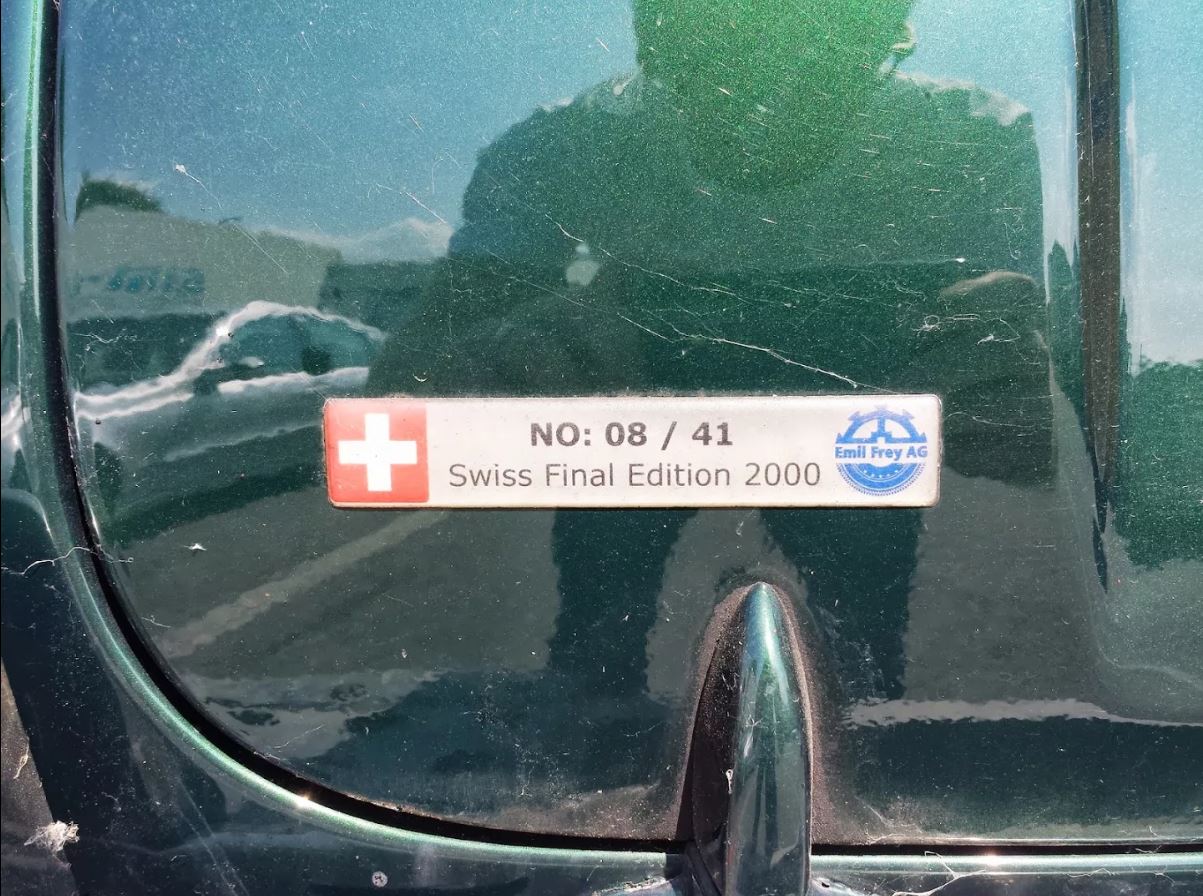 NO: 08 / 41
Swiss Final Edition 2000
Emil Frey AG